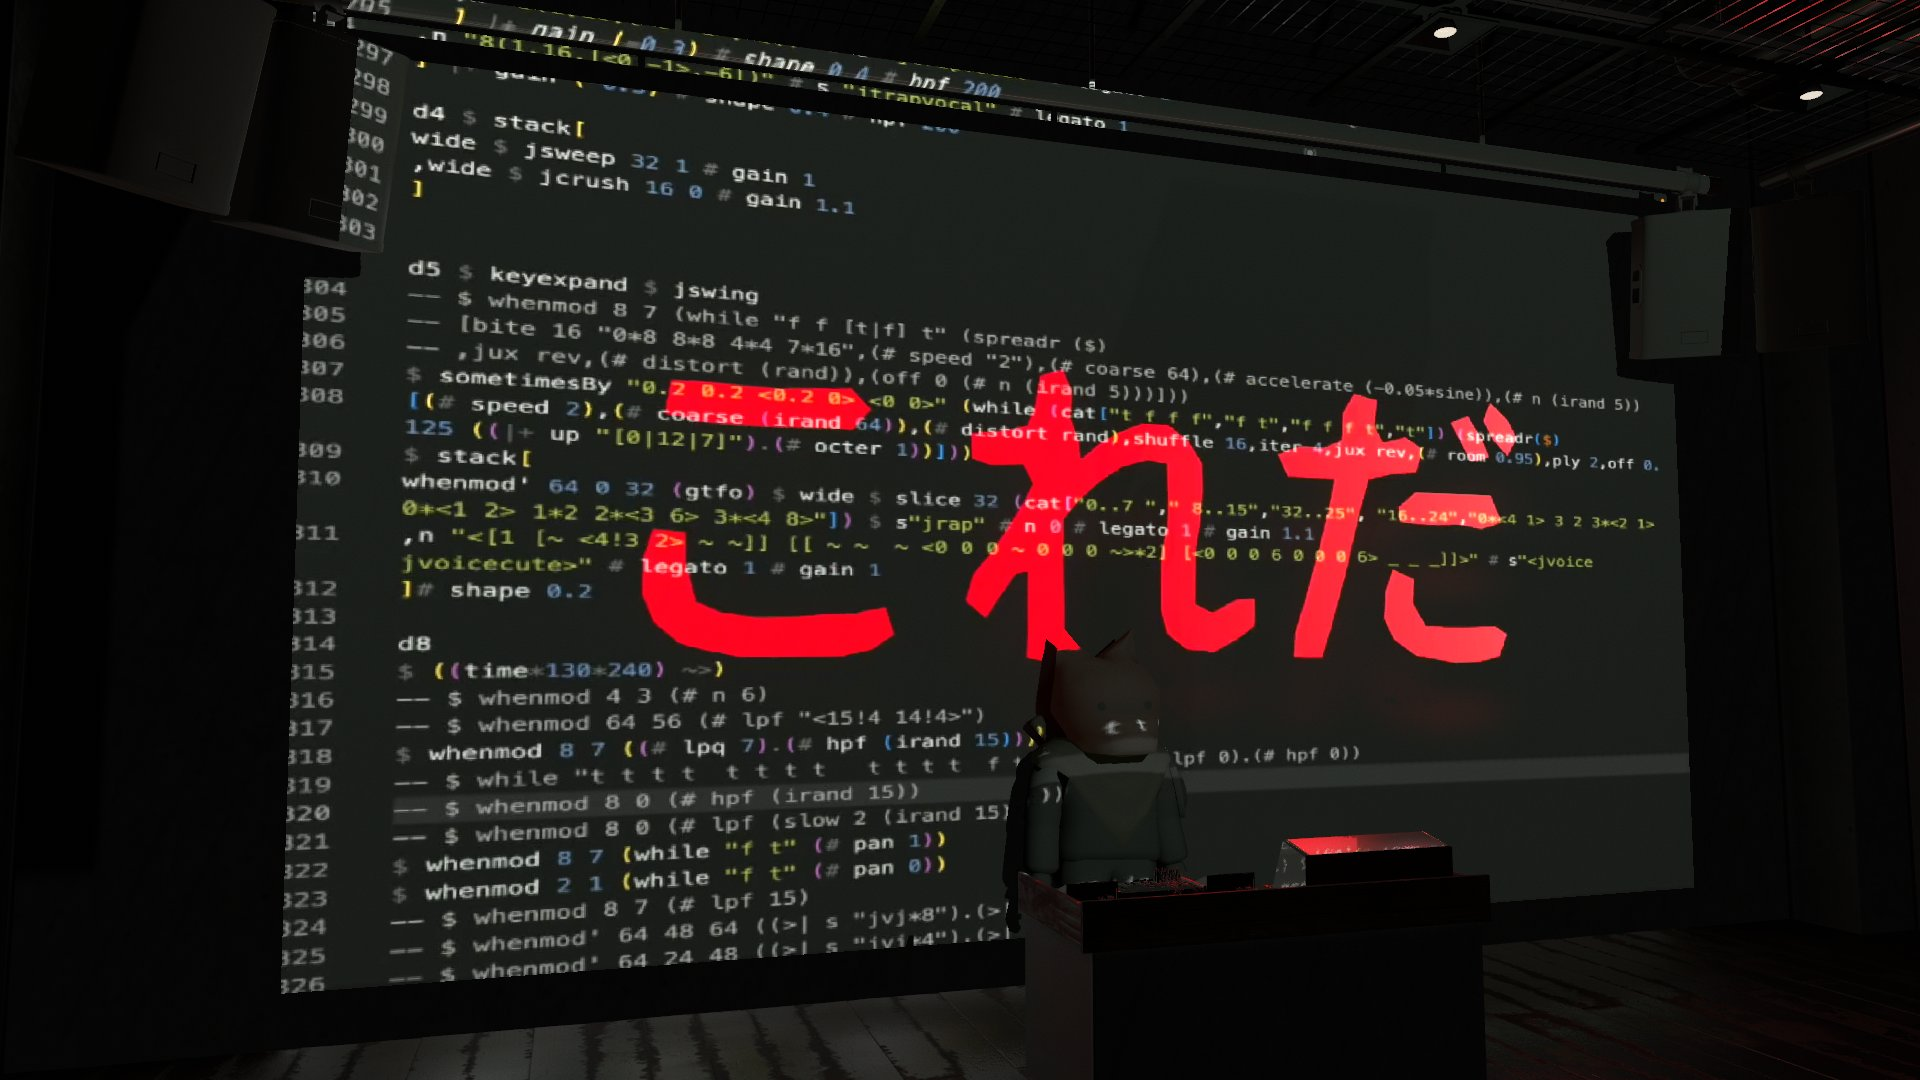 ] |+ gain (-0.3) # shape 0.4 # hpf 200
,n "8(1,16,[<0 -1>,-6])" # s "itrapvocal" # legato 1
297
298
299 d4 $ stack[
300 wide $ jsweep 32 1 # gain 1
301 ,wide $ jcrush 16 0 # gain 1.1
302 ]
303
304 d5 $ keyexpand $ jswing
305 -- $ whenmod 8 7 (while "f f [t|f] t" (spreadr ($)
306 -- [bite 16 "0*8 8*8 4*4 7*16",(# speed "2"),(# coarse 64),(# accelerate (-0.05*sine)),(# n (irand 5))
307 -- ,jux rev,(# distort (rand)),(off 0 (# n (irand 5)))]))
308 $ sometimesBy "0.2 0.2 <0.2 0> <0 0>" (while (cat["t f f f","f t","f f f t","t"]) (spreadr($)
[(# speed 2),(# coarse (irand 64)),(# distort rand),shuffle 16,iter 4,jux rev,(# room 0.95),ply 2,off 0.
125 ((|+ up "[0|12|7]").(# octer 1))]))
309 $ stack[
310 whenmod' 64 0 32 (gtfo) $ wide $ slice 32 (cat["0..7 "," 8..15","32..25", "16..24","0*<4 1> 3 2 3*<2 1>
0*<1 2> 1*2 2*<3 6> 3*<4 8>"]) $ s"jrap" # n 0 # legato 1 # gain 1.1
311 ,n "<[1 [~ <4!3 2> ~ ~]] [[ ~ ~ ~ <0 0 0 ~ 0 0 0 ~>*2] [<0 0 0 6 0 0 0 6> _ _ _]]>" # s"<jvoice
jvoicecute>" # legato 1 # gain 1
312 ]# shape 0.2
313
314 d8
315 $ ((time*130*240) ~>)
316 -- $ whenmod 4 3 (# n 6)
317 -- $ whenmod 64 56 (# lpf "<15!4 14!4>")
318 $ whenmod 8 7 ((# lpq 7).(# hpf (irand 15)))
319 -- $ while "t t t t t t t t t t t t f t lpf 0).(# hpf 0))
320 -- $ whenmod 8 0 (# hpf (irand 15))
321 -- $ whenmod 8 0 (# lpf (slow 2 (irand 15) ))
322 $ whenmod 8 7 (while "f t" (# pan 1))
323 $ whenmod 2 1 (while "f t" (# pan 0))
324 -- $ whenmod 8 7 (# lpf 15)
325 -- $ whenmod' 64 48 64 ((>| s "jvj*8").(>|
326 -- $ whenmod' 64 24 48 ((>| s "jvj*4").(>|
これだ